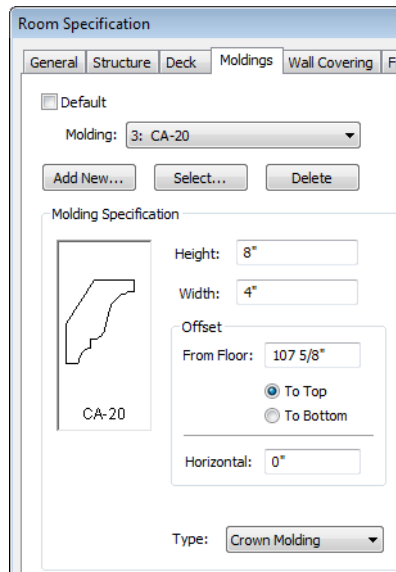 Room Specification
General Structure Deck Moldings Wall Covering F
Default
Molding: 3: CA-20
Add New... Select... Delete
Molding Specification
Height: 8"
Width: 4"
Offset
From Floor: 107 5/8"
To Top
To Bottom
CA-20
Horizontal: 0"
Type: Crown Molding